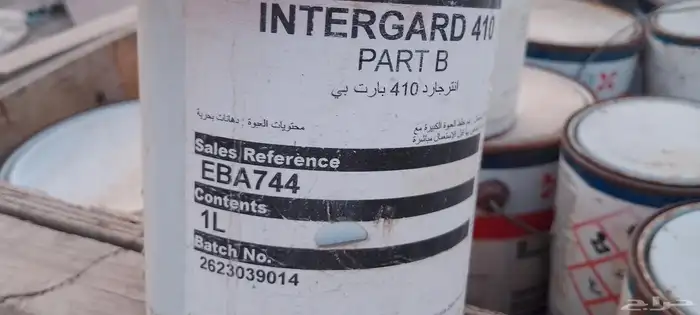 INTERGARD 410
PART B
انترجارد 410 بارت بي
محتويات العبوة : دهانات بحرية
Sales Reference
EBA744
Contents
1L
Batch No.
2623039014
حراج